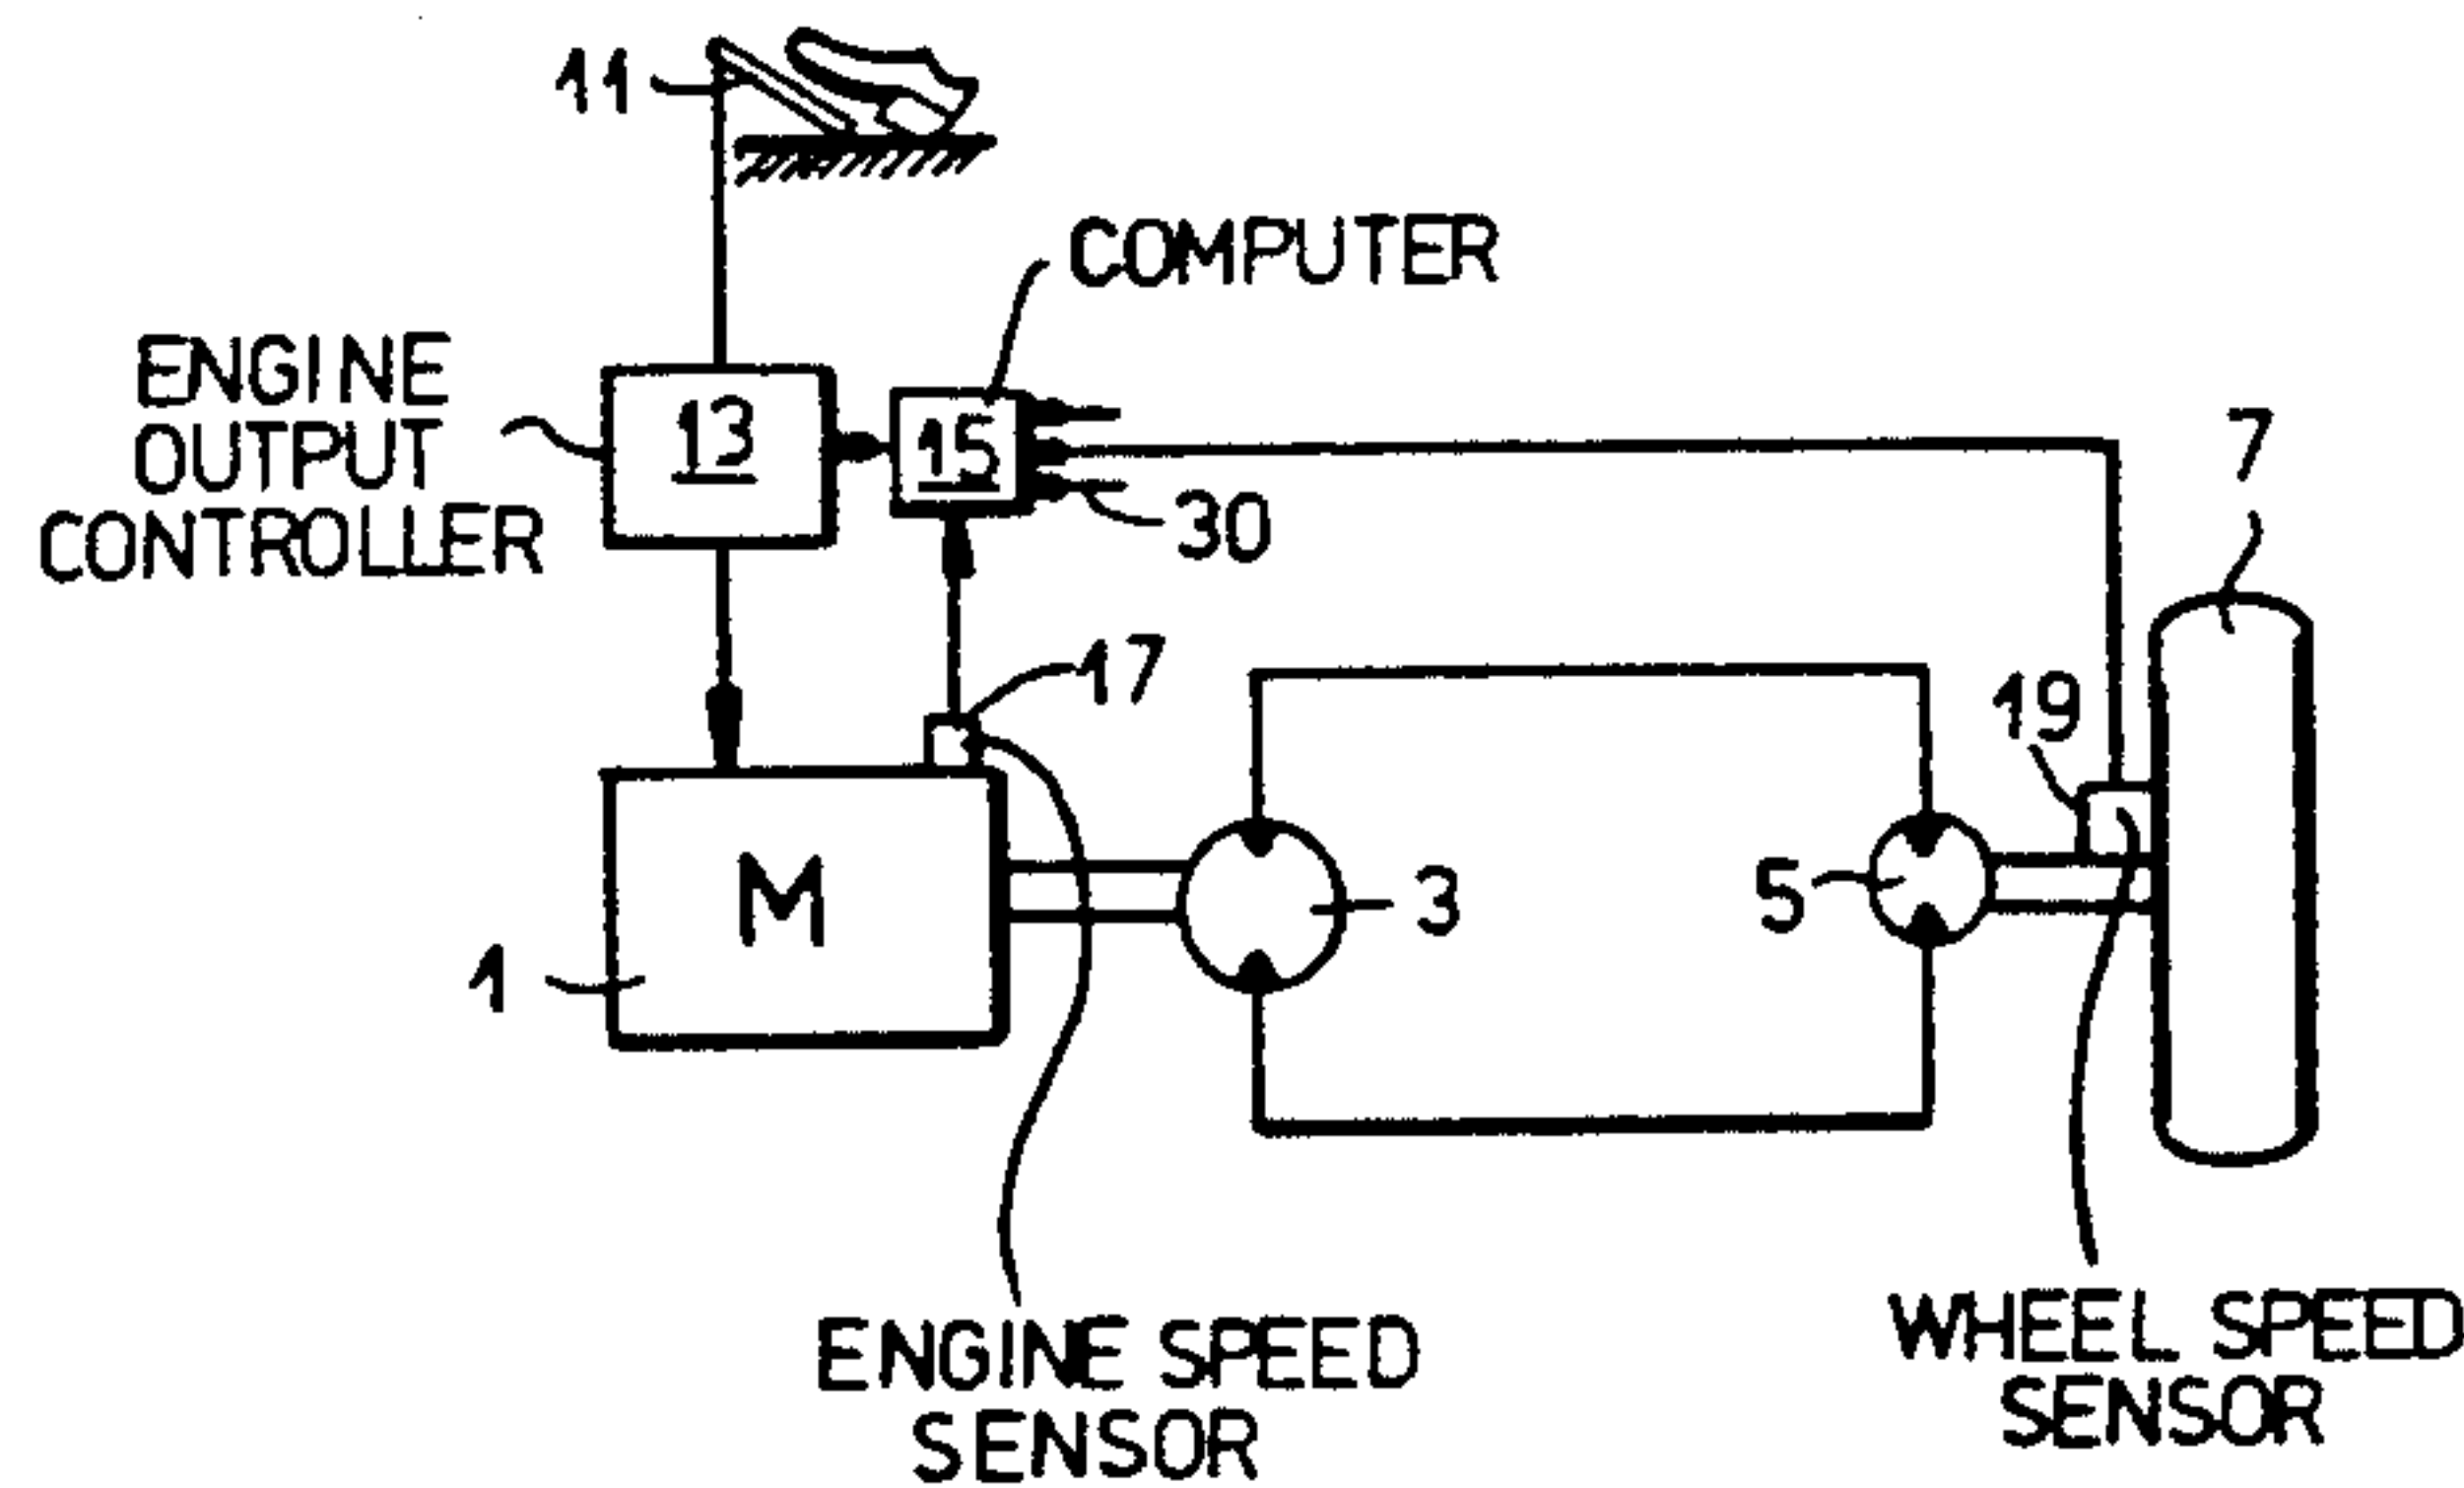 11
COMPUTER
ENGINE
OUTPUT
CONTROLLER
13
15
30
7
17
19
M
1
3
5
ENGINE SPEED
SENSOR
WHEEL SPEED
SENSOR